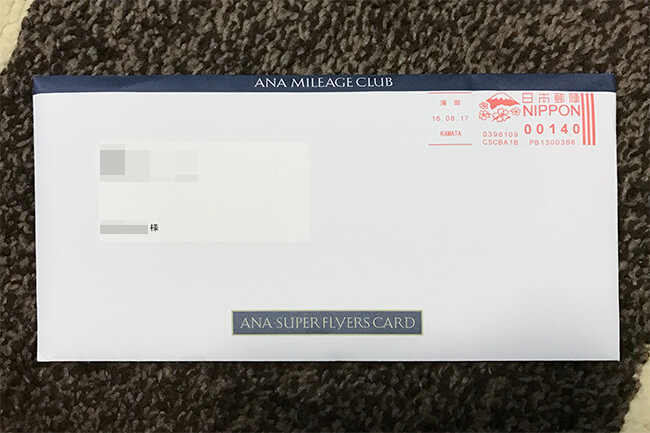 ANA MILEAGE CLUB
蒲田
16.08.17
KAMATA
日本郵便
NIPPON
00140
0398109
CSCBA1B
PB1300366
様
ANA SUPER FLYERS CARD